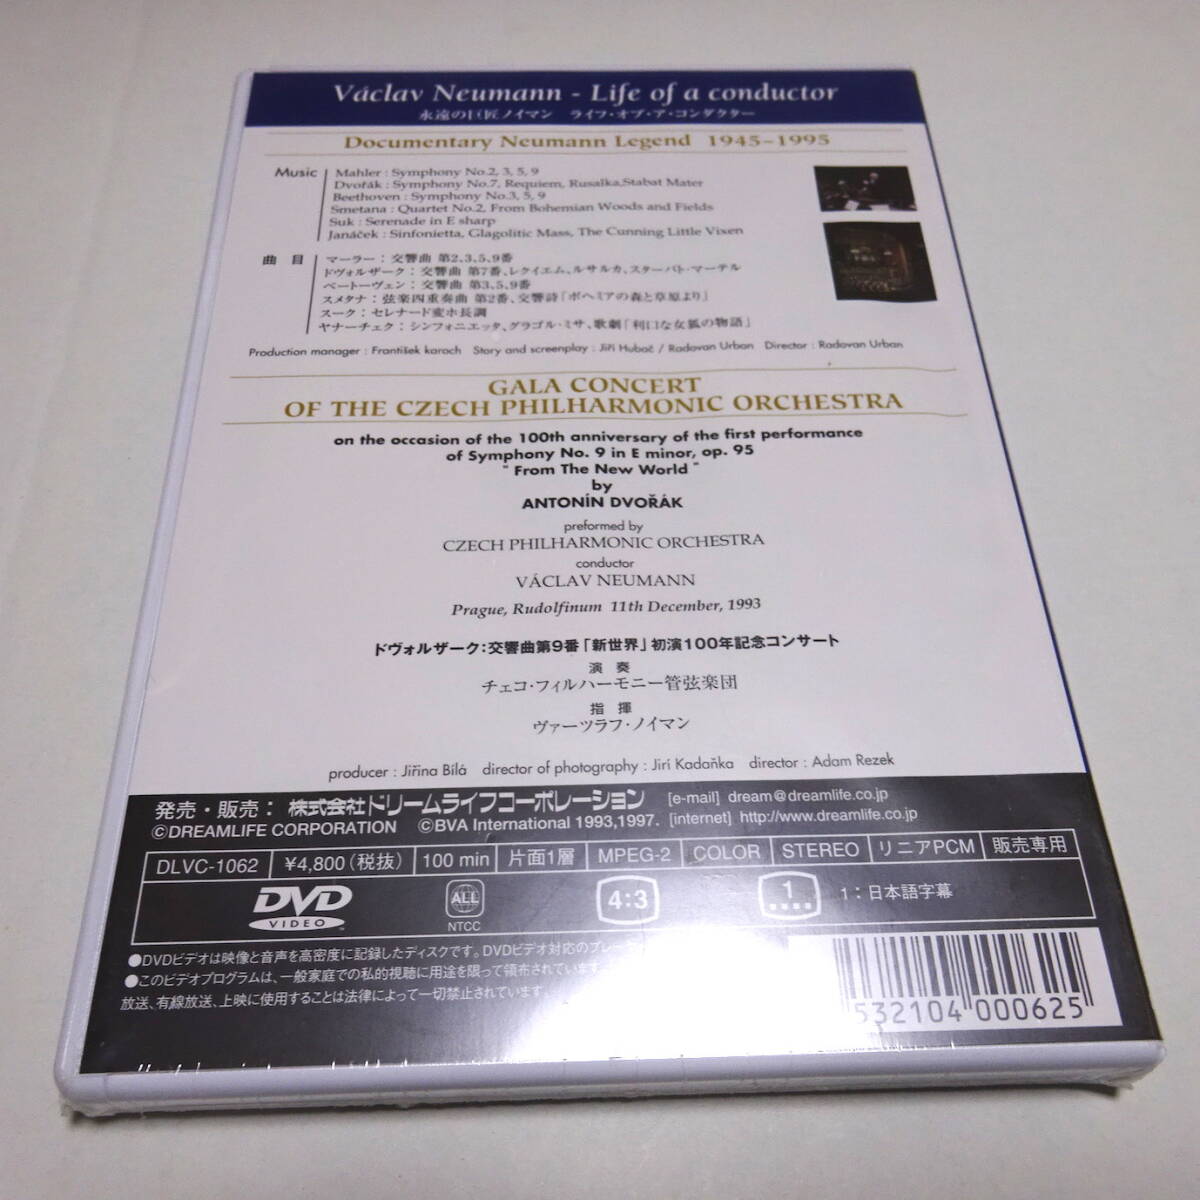 Václav Neumann - Life of a conductor
永遠の巨匠ノイマン ライフ・オブ・ア・コンダクター
Documentary Neumann Legend 1945-1995
Music
Mahler : Symphony No.2, 3, 5, 9
Dvořák : Symphony No.7, Requiem, Rusalka,Stabat Mater
Beethoven : Symphony No.3, 5, 9
Smetana : Quartet No.2, From Bohemian Woods and Fields
Suk : Serenade in E sharp
Janáček : Sinfonietta, Glagolitic Mass, The Cunning Little Vixen
曲目
マーラー：交響曲 第2,3,5,9番
ドヴォルザーク：交響曲 第7番、レクイエム、ルサルカ、スターバト・マーテル
ベートーヴェン：交響曲 第3,5,9番
スメタナ：弦楽四重奏曲 第2番、交響詩「ボヘミアの森と草原より」
スーク：セレナード変ホ長調
ヤナーチェク：シンフォニエッタ、グラゴル・ミサ、歌劇「利口な女狐の物語」
Production manager : František karoch Story and screenplay : Jiří Hubač / Radovan Urban Director : Radovan Urban
GALA CONCERT
OF THE CZECH PHILHARMONIC ORCHESTRA
on the occasion of the 100th anniversary of the first performance
of Symphony No. 9 in E minor, op. 95
" From The New World "
by
ANTONÍN DVOŘÁK
preformed by
CZECH PHILHARMONIC ORCHESTRA
conductor
VÁCLAV NEUMANN
Prague, Rudolfinum 11th December, 1993
ドヴォルザーク：交響曲第9番「新世界」初演100年記念コンサート
演奏
チェコ・フィルハーモニー管弦楽団
指揮
ヴァーツラフ・ノイマン
producer : Jiřina Bílá director of photography : Jirí Kadaňka director : Adam Rezek
発売・販売： 株式会社ドリームライフコーポレーション [e-mail] dream@dreamlife.co.jp
©DREAMLIFE CORPORATION ©BVA International 1993,1997. [internet] http://www.dreamlife.co.jp
DLVC-1062 ¥4,800(税抜) 100 min 片面1層 MPEG-2 COLOR STEREO リニアPCM 販売専用
DVD VIDEO ALL NTCC 4:3 1 1：日本語字幕
●DVDビデオは映像と音声を高密度に記録したディスクです。DVDビデオ対応のプレー
●このビデオプログラムは、一般家庭での私的視聴に用途を限って領布されています
放送、有線放送、上映に使用することは法律によって一切禁止されています。
532104 000625